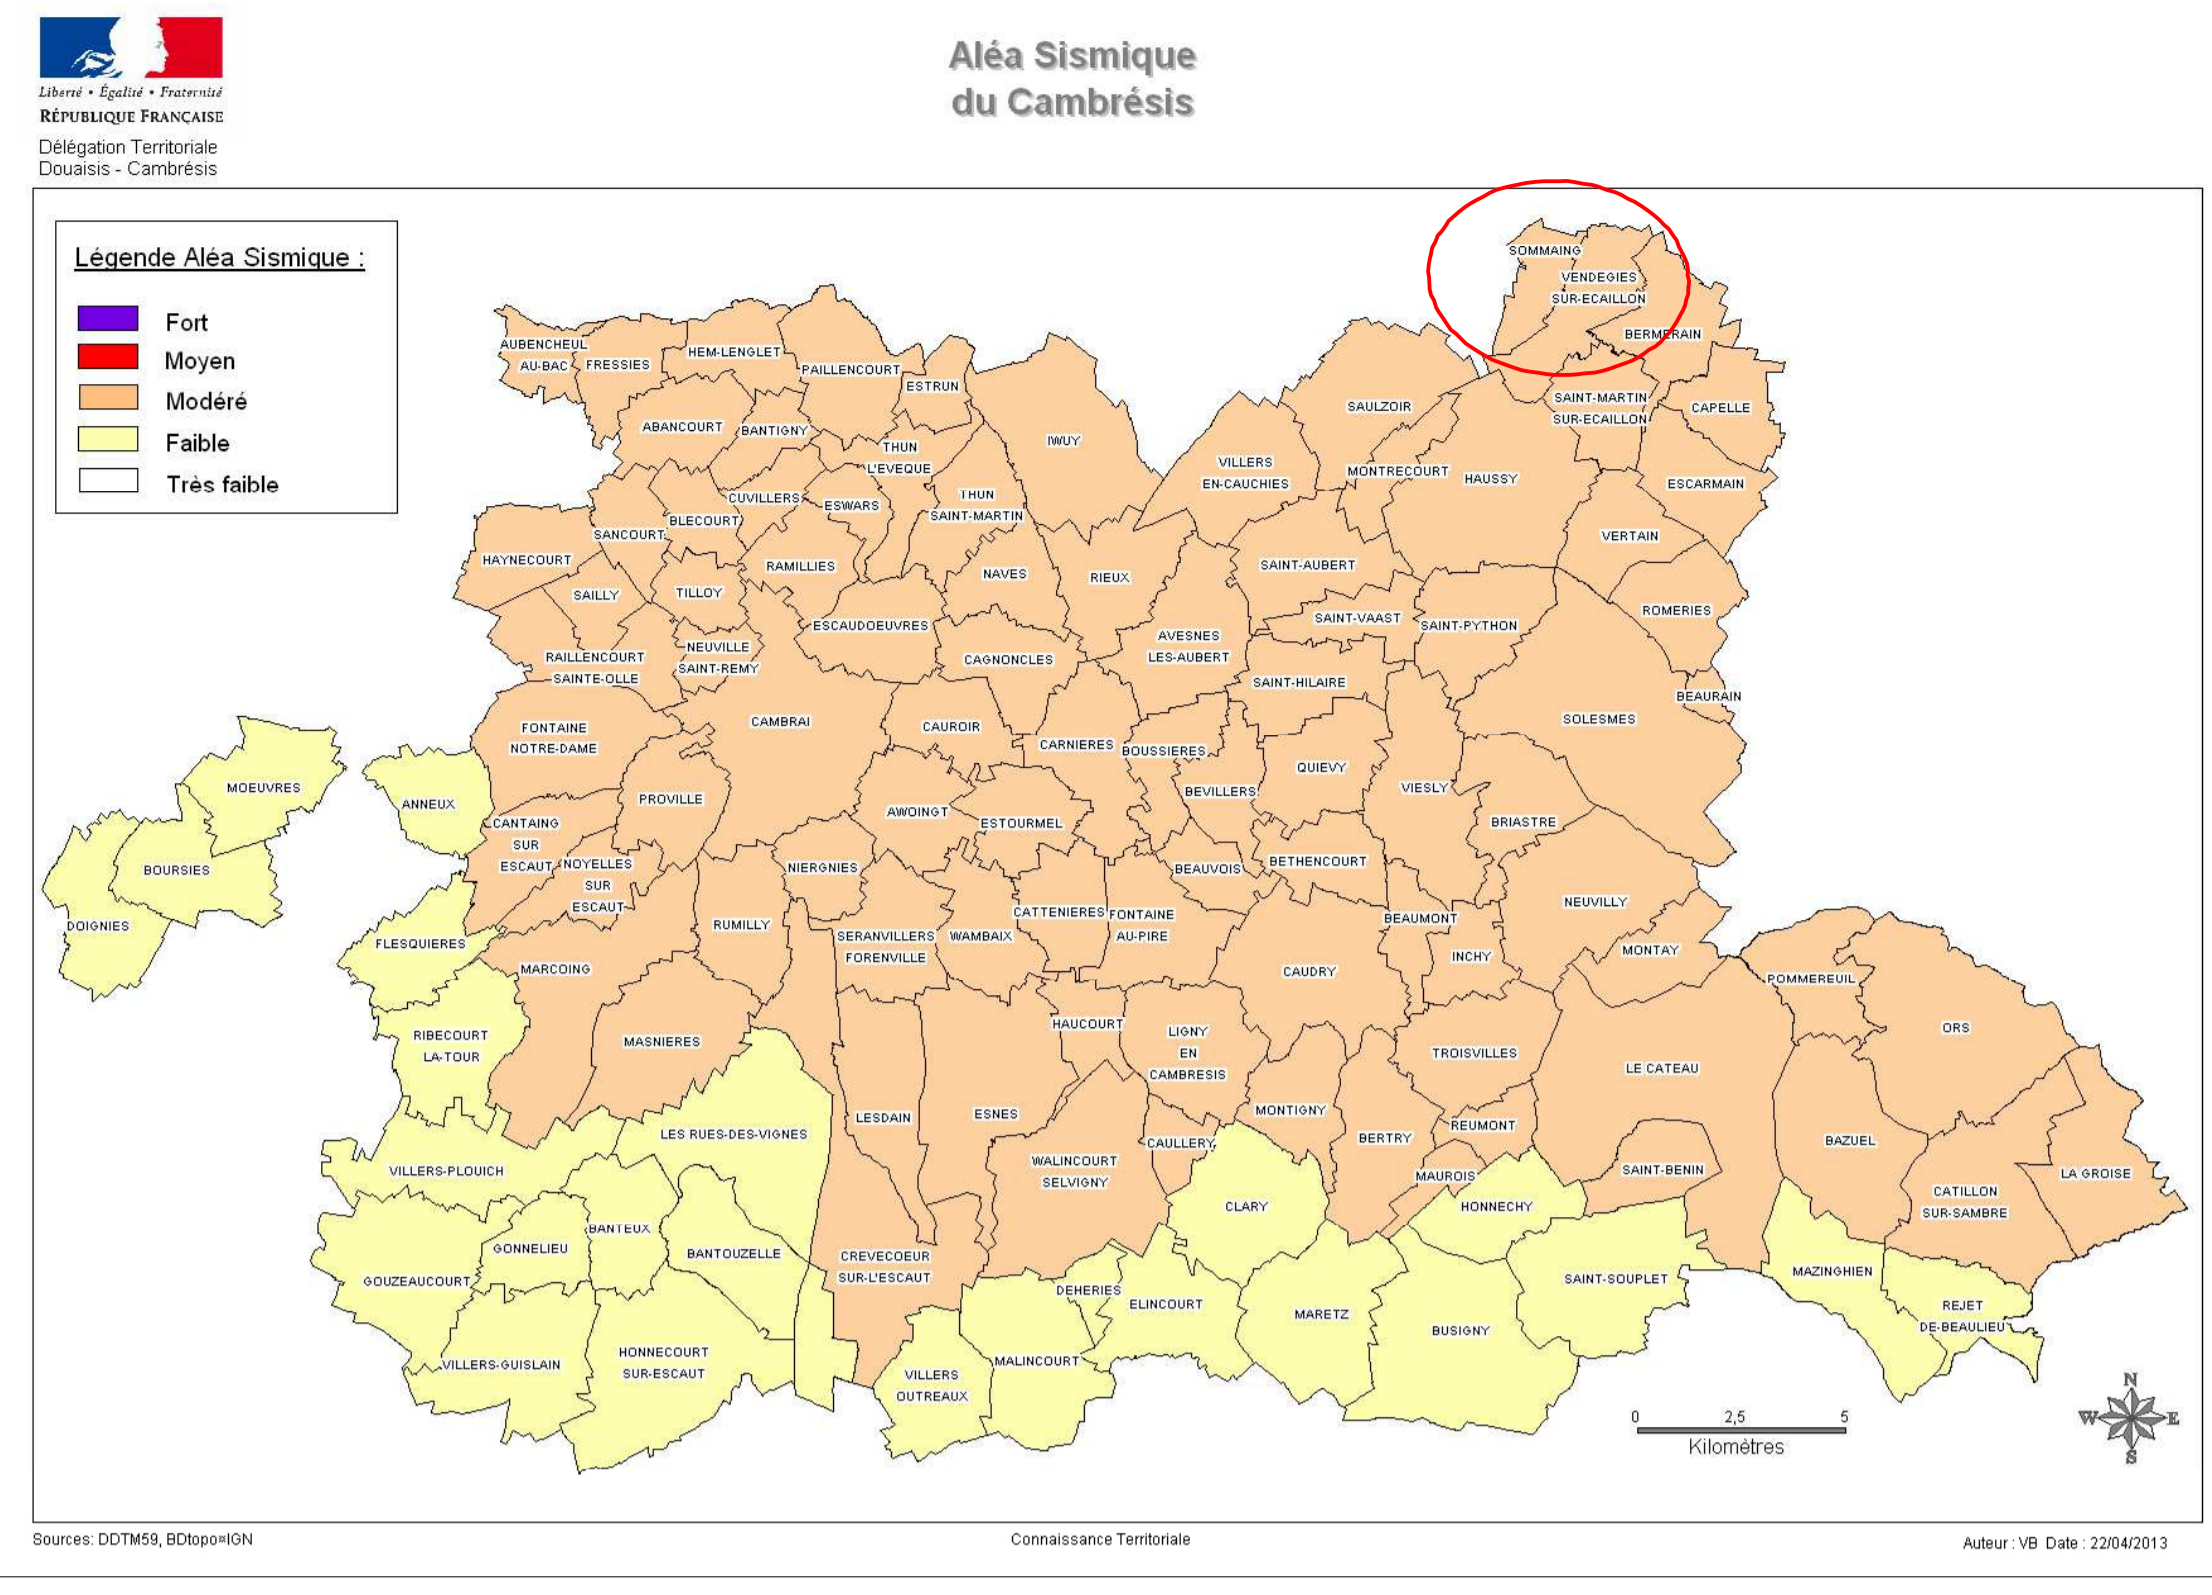 Liberté • Égalité • Fraternité
RÉPUBLIQUE FRANÇAISE
Délégation Territoriale
Douaisis - Cambrésis
Aléa Sismique
du Cambrésis
Légende Aléa Sismique :
Fort
Moyen
Modéré
Faible
Très faible
SOMMAING
VENDEGIES
SUR-ECAILLON
BERMERAIN
AUBENCHEUL
AU-BAC
FRESSIES
HEM-LENGLET
PAILLENCOURT
ESTRUN
ABANCOURT
BANTIGNY
THUN
L'EVEQUE
IWUY
SAULZOIR
SAINT-MARTIN
SUR-ECAILLON
CAPELLE
VILLERS
EN-CAUCHIES
MONTRECOURT
HAUSSY
ESCARMAIN
CUVILLERS
ESWARS
THUN
SAINT-MARTIN
BLECOURT
SANCOURT
VERTAIN
HAYNECOURT
RAMILLIES
NAVES
RIEUX
SAINT-AUBERT
SAILLY
TILLOY
ROMERIES
ESCAUDOEUVRES
SAINT-VAAST
SAINT-PYTHON
AVESNES
LES-AUBERT
RAILLENCOURT
SAINTE-OLLE
NEUVILLE
SAINT-REMY
CAGNONCLES
SAINT-HILAIRE
BEAURAIN
FONTAINE
NOTRE-DAME
CAMBRAI
CAUROIR
CARNIERES
BOUSSIERES
SOLESMES
QUIEVY
VIESLY
BEVILLERS
MOEUVRES
ANNEUX
PROVILLE
AWOINGT
ESTOURMEL
BRIASTRE
CANTAING
SUR
ESCAUT
NOYELLES
SUR
ESCAUT
NIERGNIES
BEAUVOIS
BETHENCOURT
BOURSIES
DOIGNIES
NEUVILLY
RUMILLY
CATTENIERES
FONTAINE
AU-PIRE
BEAUMONT
SERANVILLERS
FORENVILLE
WAMBAIX
FLESQUIERES
INCHY
MONTAY
MARCOING
CAUDRY
POMMEREUIL
ORS
RIBECOURT
LA-TOUR
MASNIERES
HAUCOURT
LIGNY
EN
CAMBRESIS
TROISVILLES
LE CATEAU
LESDAIN
ESNES
MONTIGNY
REUMONT
LES RUES-DES-VIGNES
CAULLERY
BERTRY
BAZUEL
VILLERS-PLOUICH
WALINCOURT
SELVIGNY
MAUROIS
SAINT-BENIN
LA GROISE
CLARY
HONNECHY
CATILLON
SUR-SAMBRE
BANTEUX
GONNELIEU
BANTOUZELLE
CREVECOEUR
SUR-L'ESCAUT
GOUZEAUCOURT
DEHERIES
ELINCOURT
MARETZ
SAINT-SOUPLET
MAZINGHIEN
BUSIGNY
REJET
DE-BEAULIEU
VILLERS-GUISLAIN
HONNECOURT
SUR-ESCAUT
MALINCOURT
VILLERS
OUTREAUX
0 2,5 5
Kilomètres
N
W E
S
Sources: DDTM59, BDtopo¤IGN
Connaissance Territoriale
Auteur : VB Date : 22/04/2013